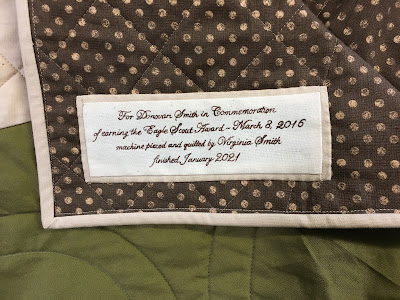 For Donovan Smith in Commemoration
of earning the Eagle Scout Award - March 3, 2015
machine pieced and quilted by Virginia Smith
finished January 2021